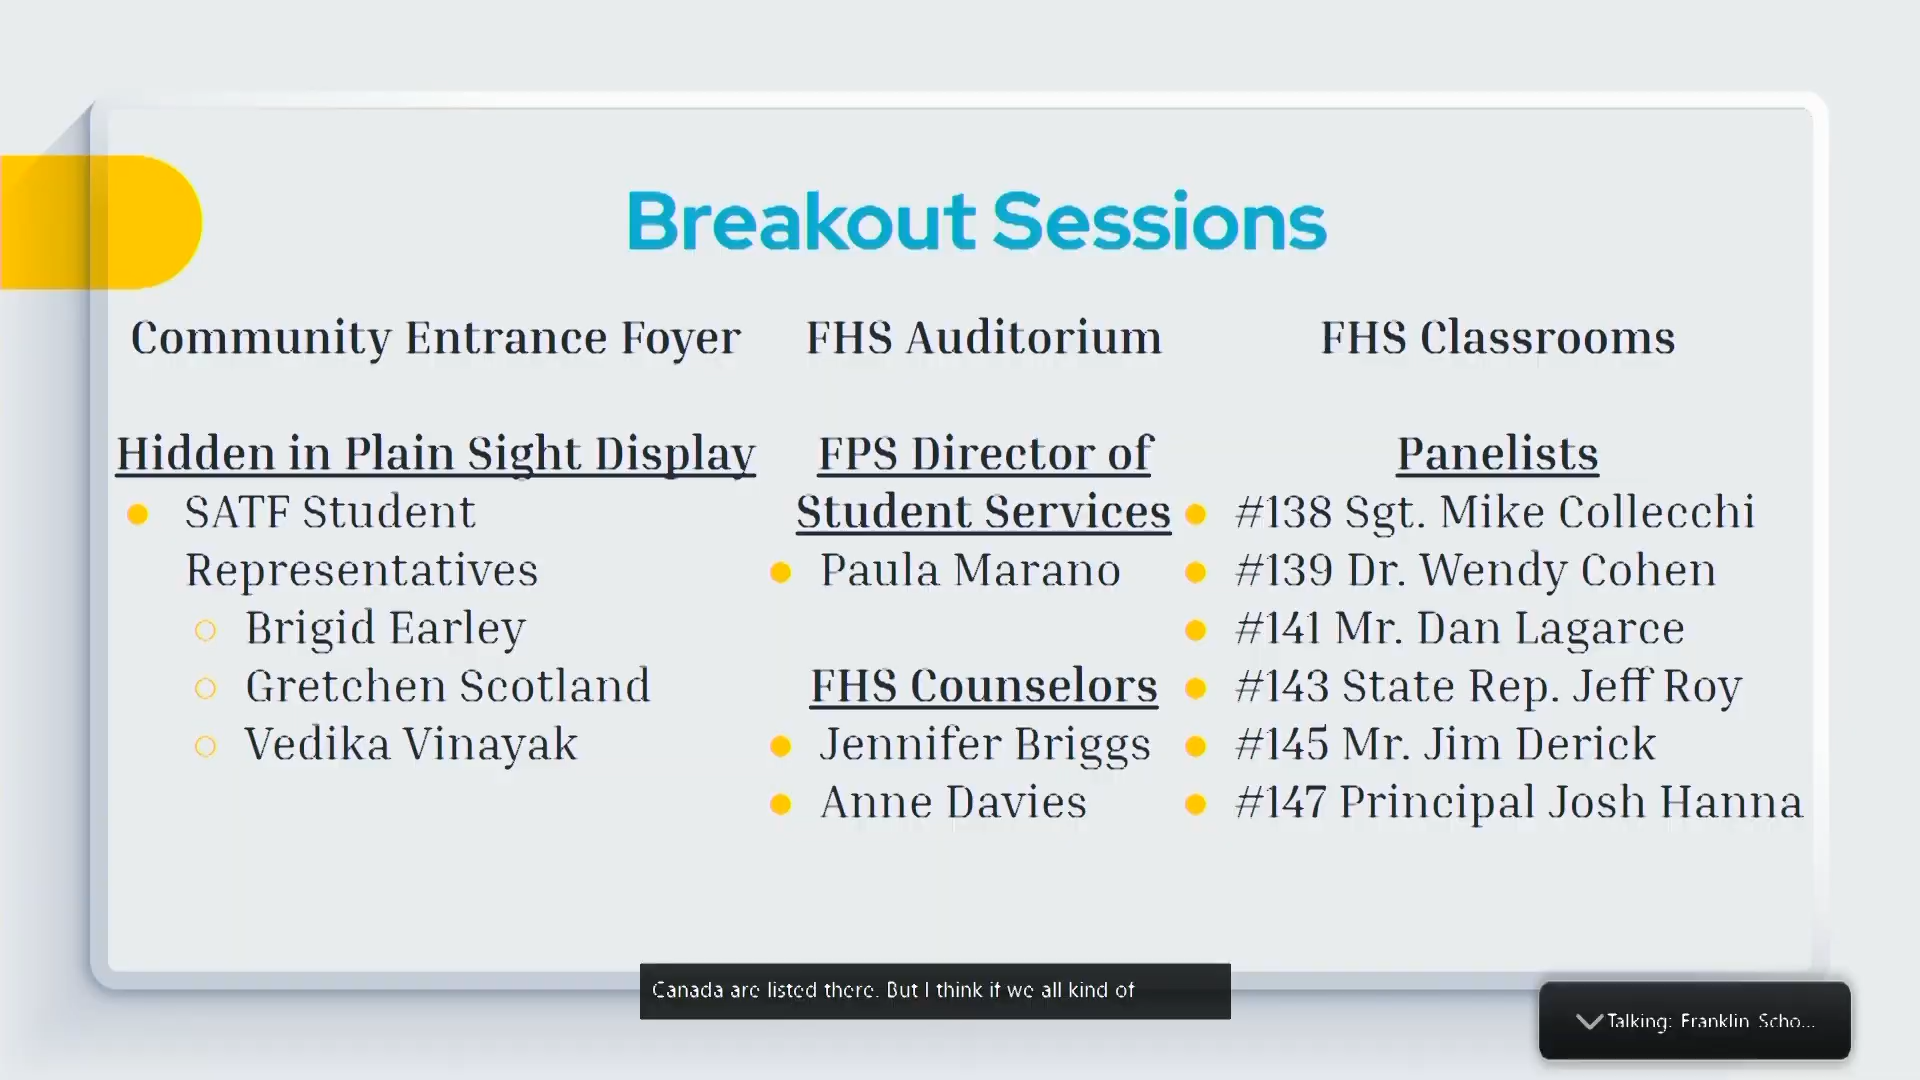 Breakout Sessions
Community Entrance Foyer
Hidden in Plain Sight Display
SATF Student
Representatives
Brigid Earley
Gretchen Scotland
Vedika Vinayak
FHS Auditorium
FPS Director of
Student Services
Paula Marano
FHS Counselors
Jennifer Briggs
Anne Davies
FHS Classrooms
Panelists
#138 Sgt. Mike Collecchi
#139 Dr. Wendy Cohen
#141 Mr. Dan Lagarce
#143 State Rep. Jeff Roy
#145 Mr. Jim Derick
#147 Principal Josh Hanna
Canada are listed there. But I think if we all kind of
Talking: Franklin Scho...